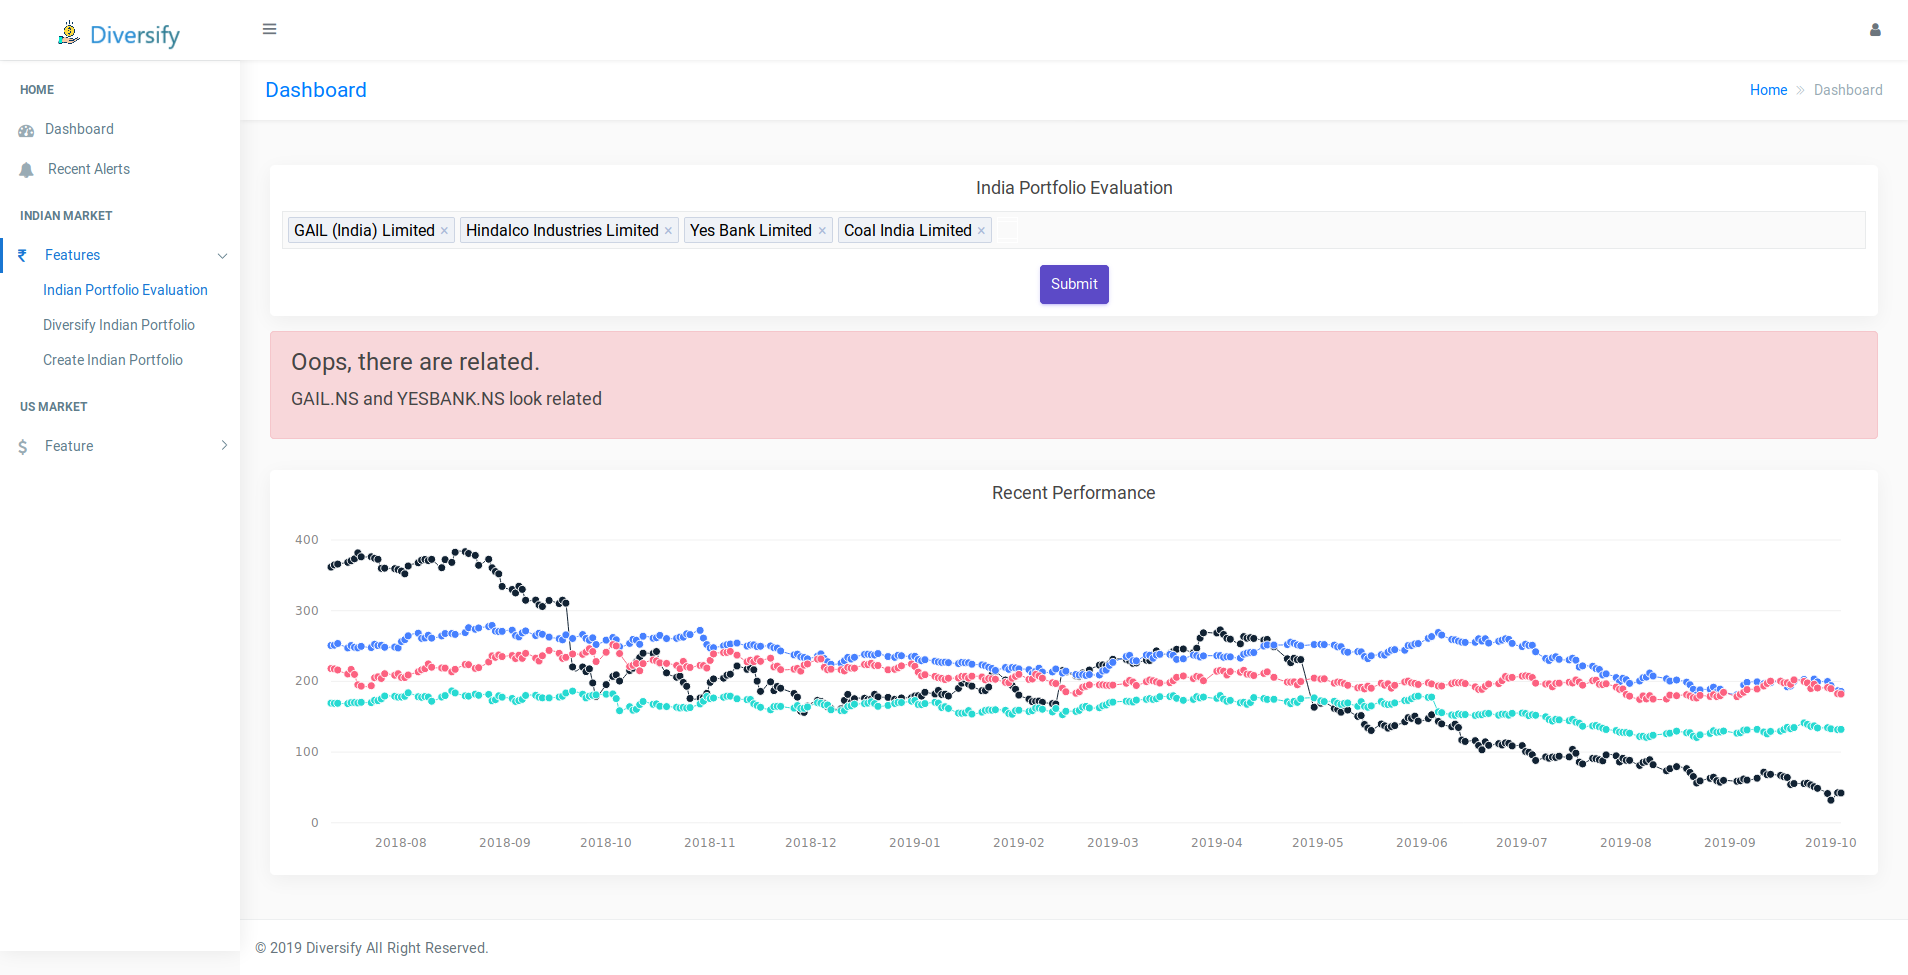 Diversify
HOME
Dashboard
Recent Alerts
INDIAN MARKET
₹ Features
Indian Portfolio Evaluation
Diversify Indian Portfolio
Create Indian Portfolio
US MARKET
$ Feature
Dashboard
Home » Dashboard
India Portfolio Evaluation
GAIL (India) Limited × Hindalco Industries Limited × Yes Bank Limited × Coal India Limited ×
Submit
Oops, there are related.
GAIL.NS and YESBANK.NS look related
Recent Performance
400
300
200
100
0
2018-08 2018-09 2018-10 2018-11 2018-12 2019-01 2019-02 2019-03 2019-04 2019-05 2019-06 2019-07 2019-08 2019-09 2019-10
© 2019 Diversify All Right Reserved.